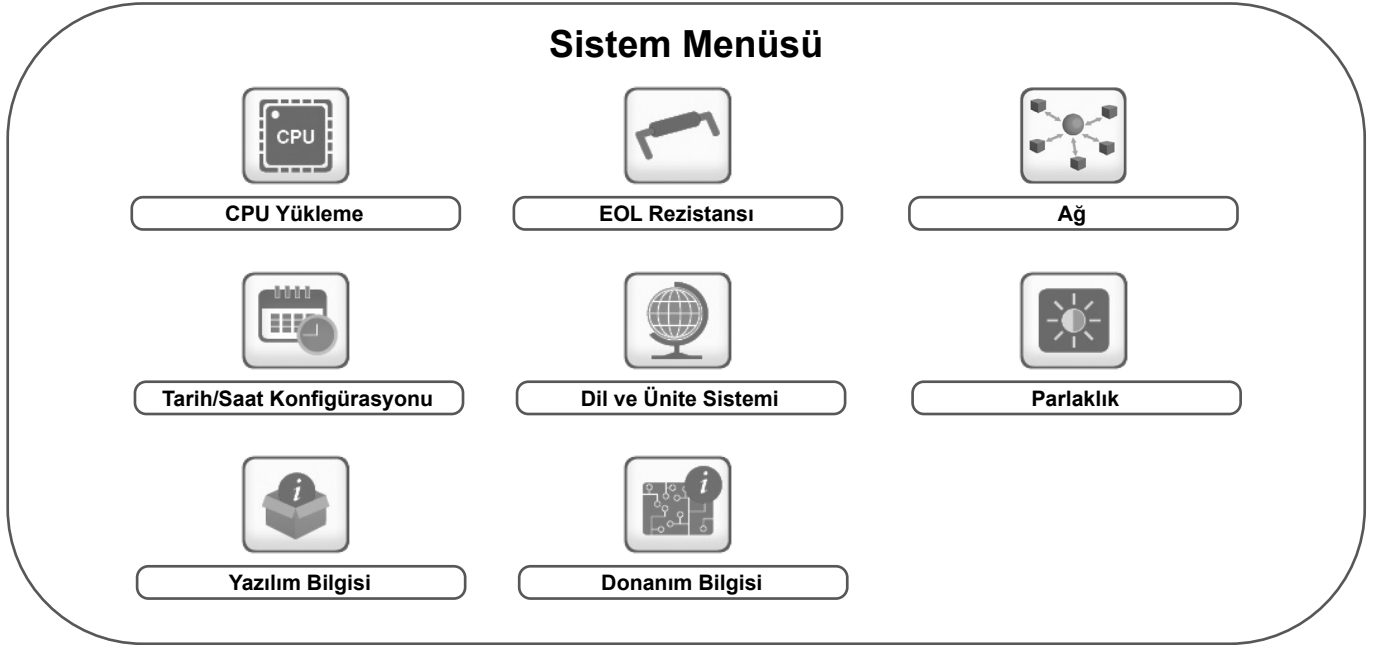 Sistem Menüsü
CPU
CPU Yükleme
EOL Rezistansı
Ağ
Tarih/Saat Konfigürasyonu
Dil ve Ünite Sistemi
Parlaklık
i
i
Yazılım Bilgisi
Donanım Bilgisi